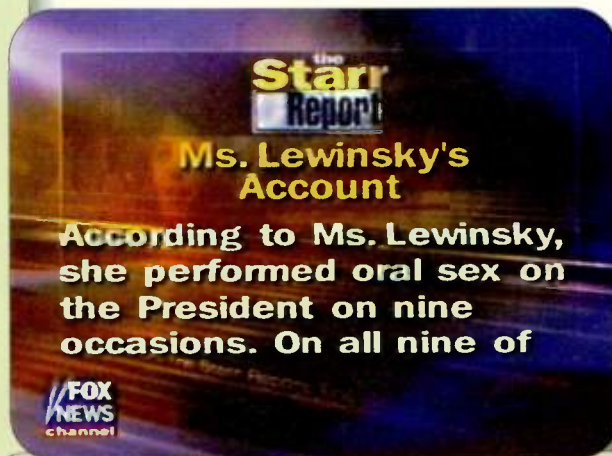 the
Starr
Report
Ms. Lewinsky's
Account
According to Ms. Lewinsky,
she performed oral sex on
the President on nine
occasions. On all nine of
FOX
NEWS
channel